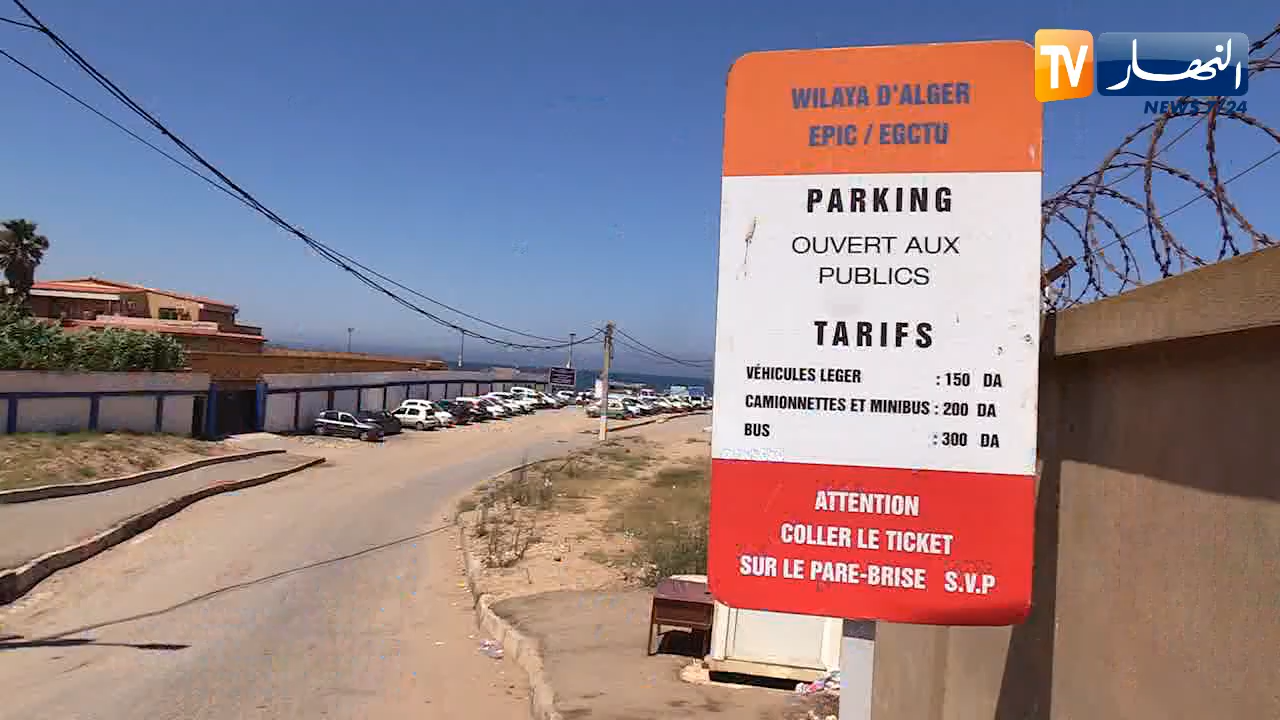 TV النهار
NEWS 7/24
WILAYA D'ALGER
EPIC / EGCTU
PARKING
OUVERT AUX
PUBLICS
TARIFS
VÉHICULES LEGER : 150 DA
CAMIONNETTES ET MINIBUS : 200 DA
BUS : 300 DA
ATTENTION
COLLER LE TICKET
SUR LE PARE-BRISE S.V.P